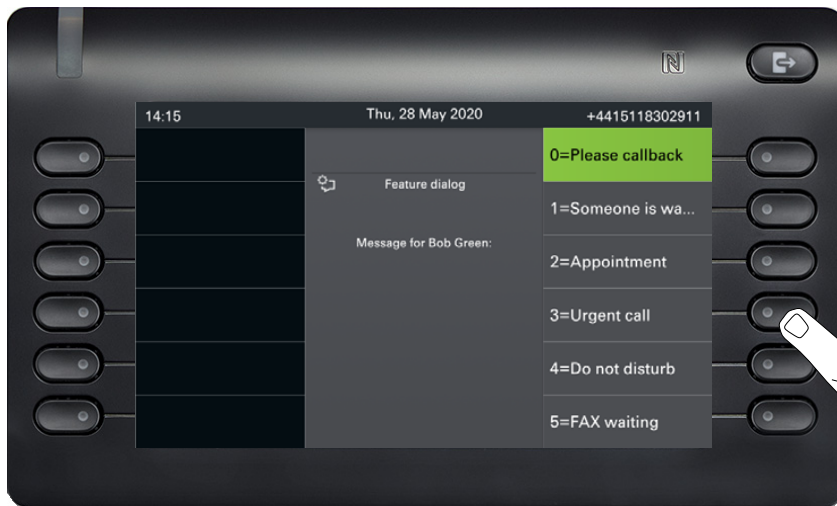 14:15
Thu, 28 May 2020
+4415118302911
0=Please callback
Feature dialog
1=Someone is wa...
Message for Bob Green:
2=Appointment
3=Urgent call
4=Do not disturb
5=FAX waiting